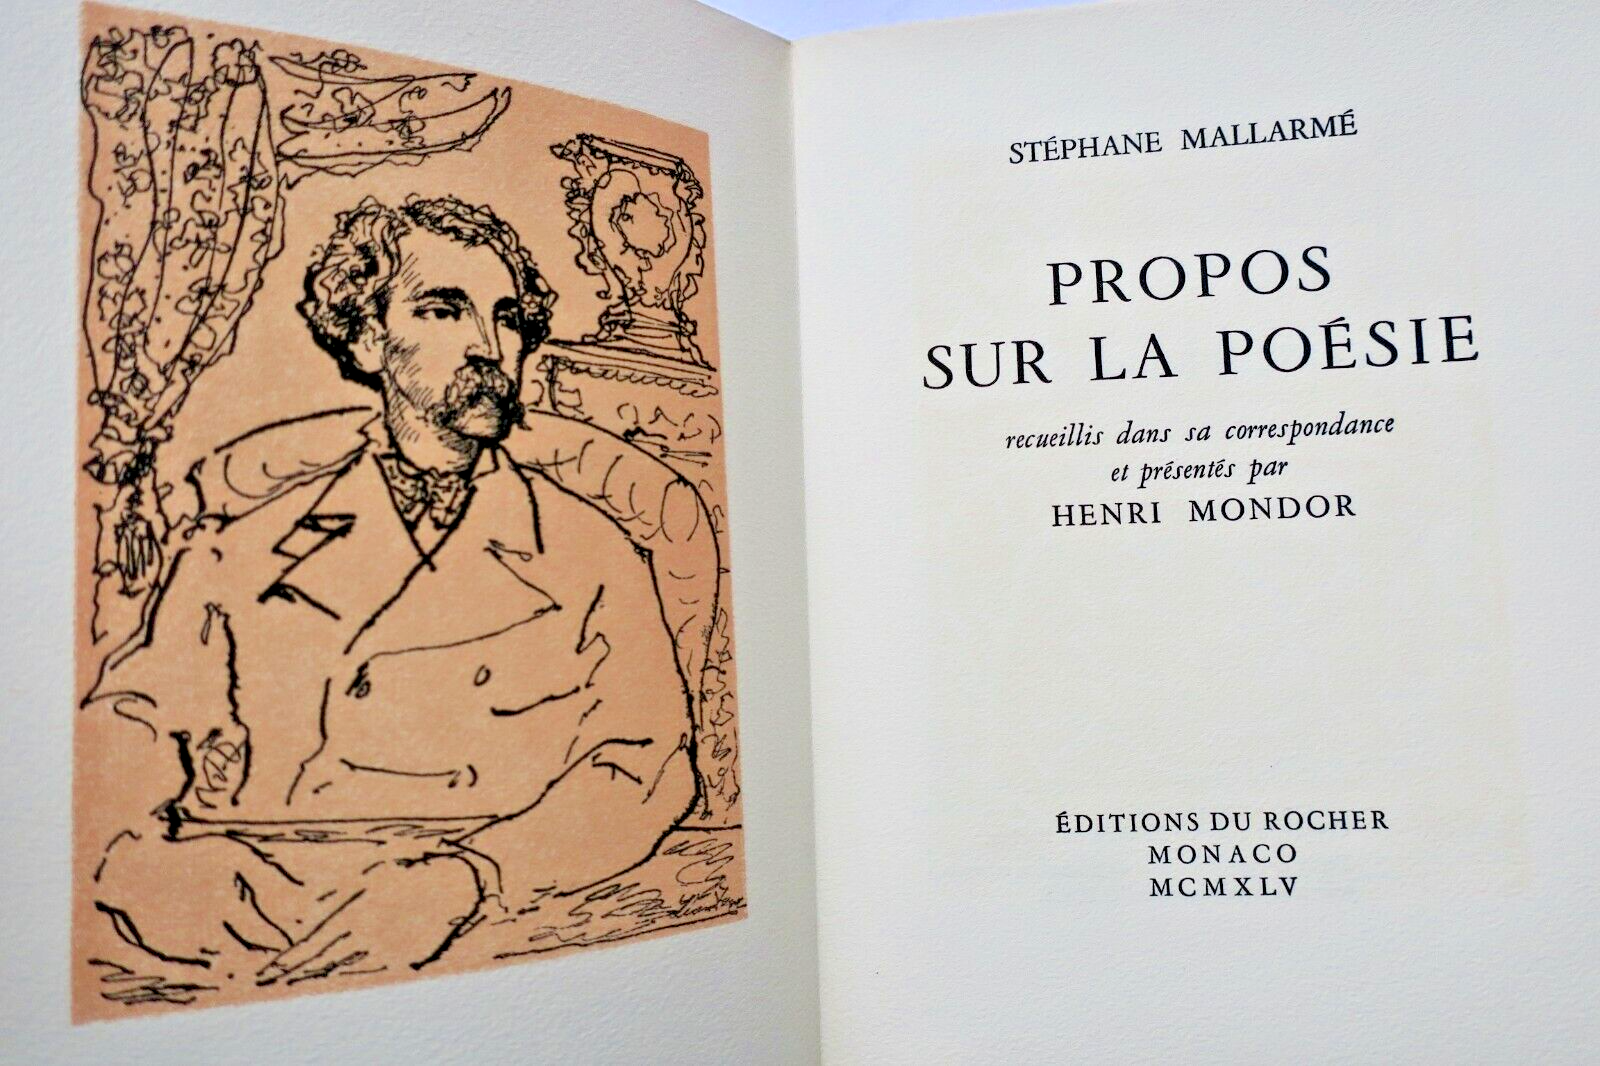 STÉPHANE MALLARMÉ
PROPOS
SUR LA POÉSIE
recueillis dans sa correspondance
et présentés par
HENRI MONDOR
ÉDITIONS DU ROCHER
MONACO
MCMXLV